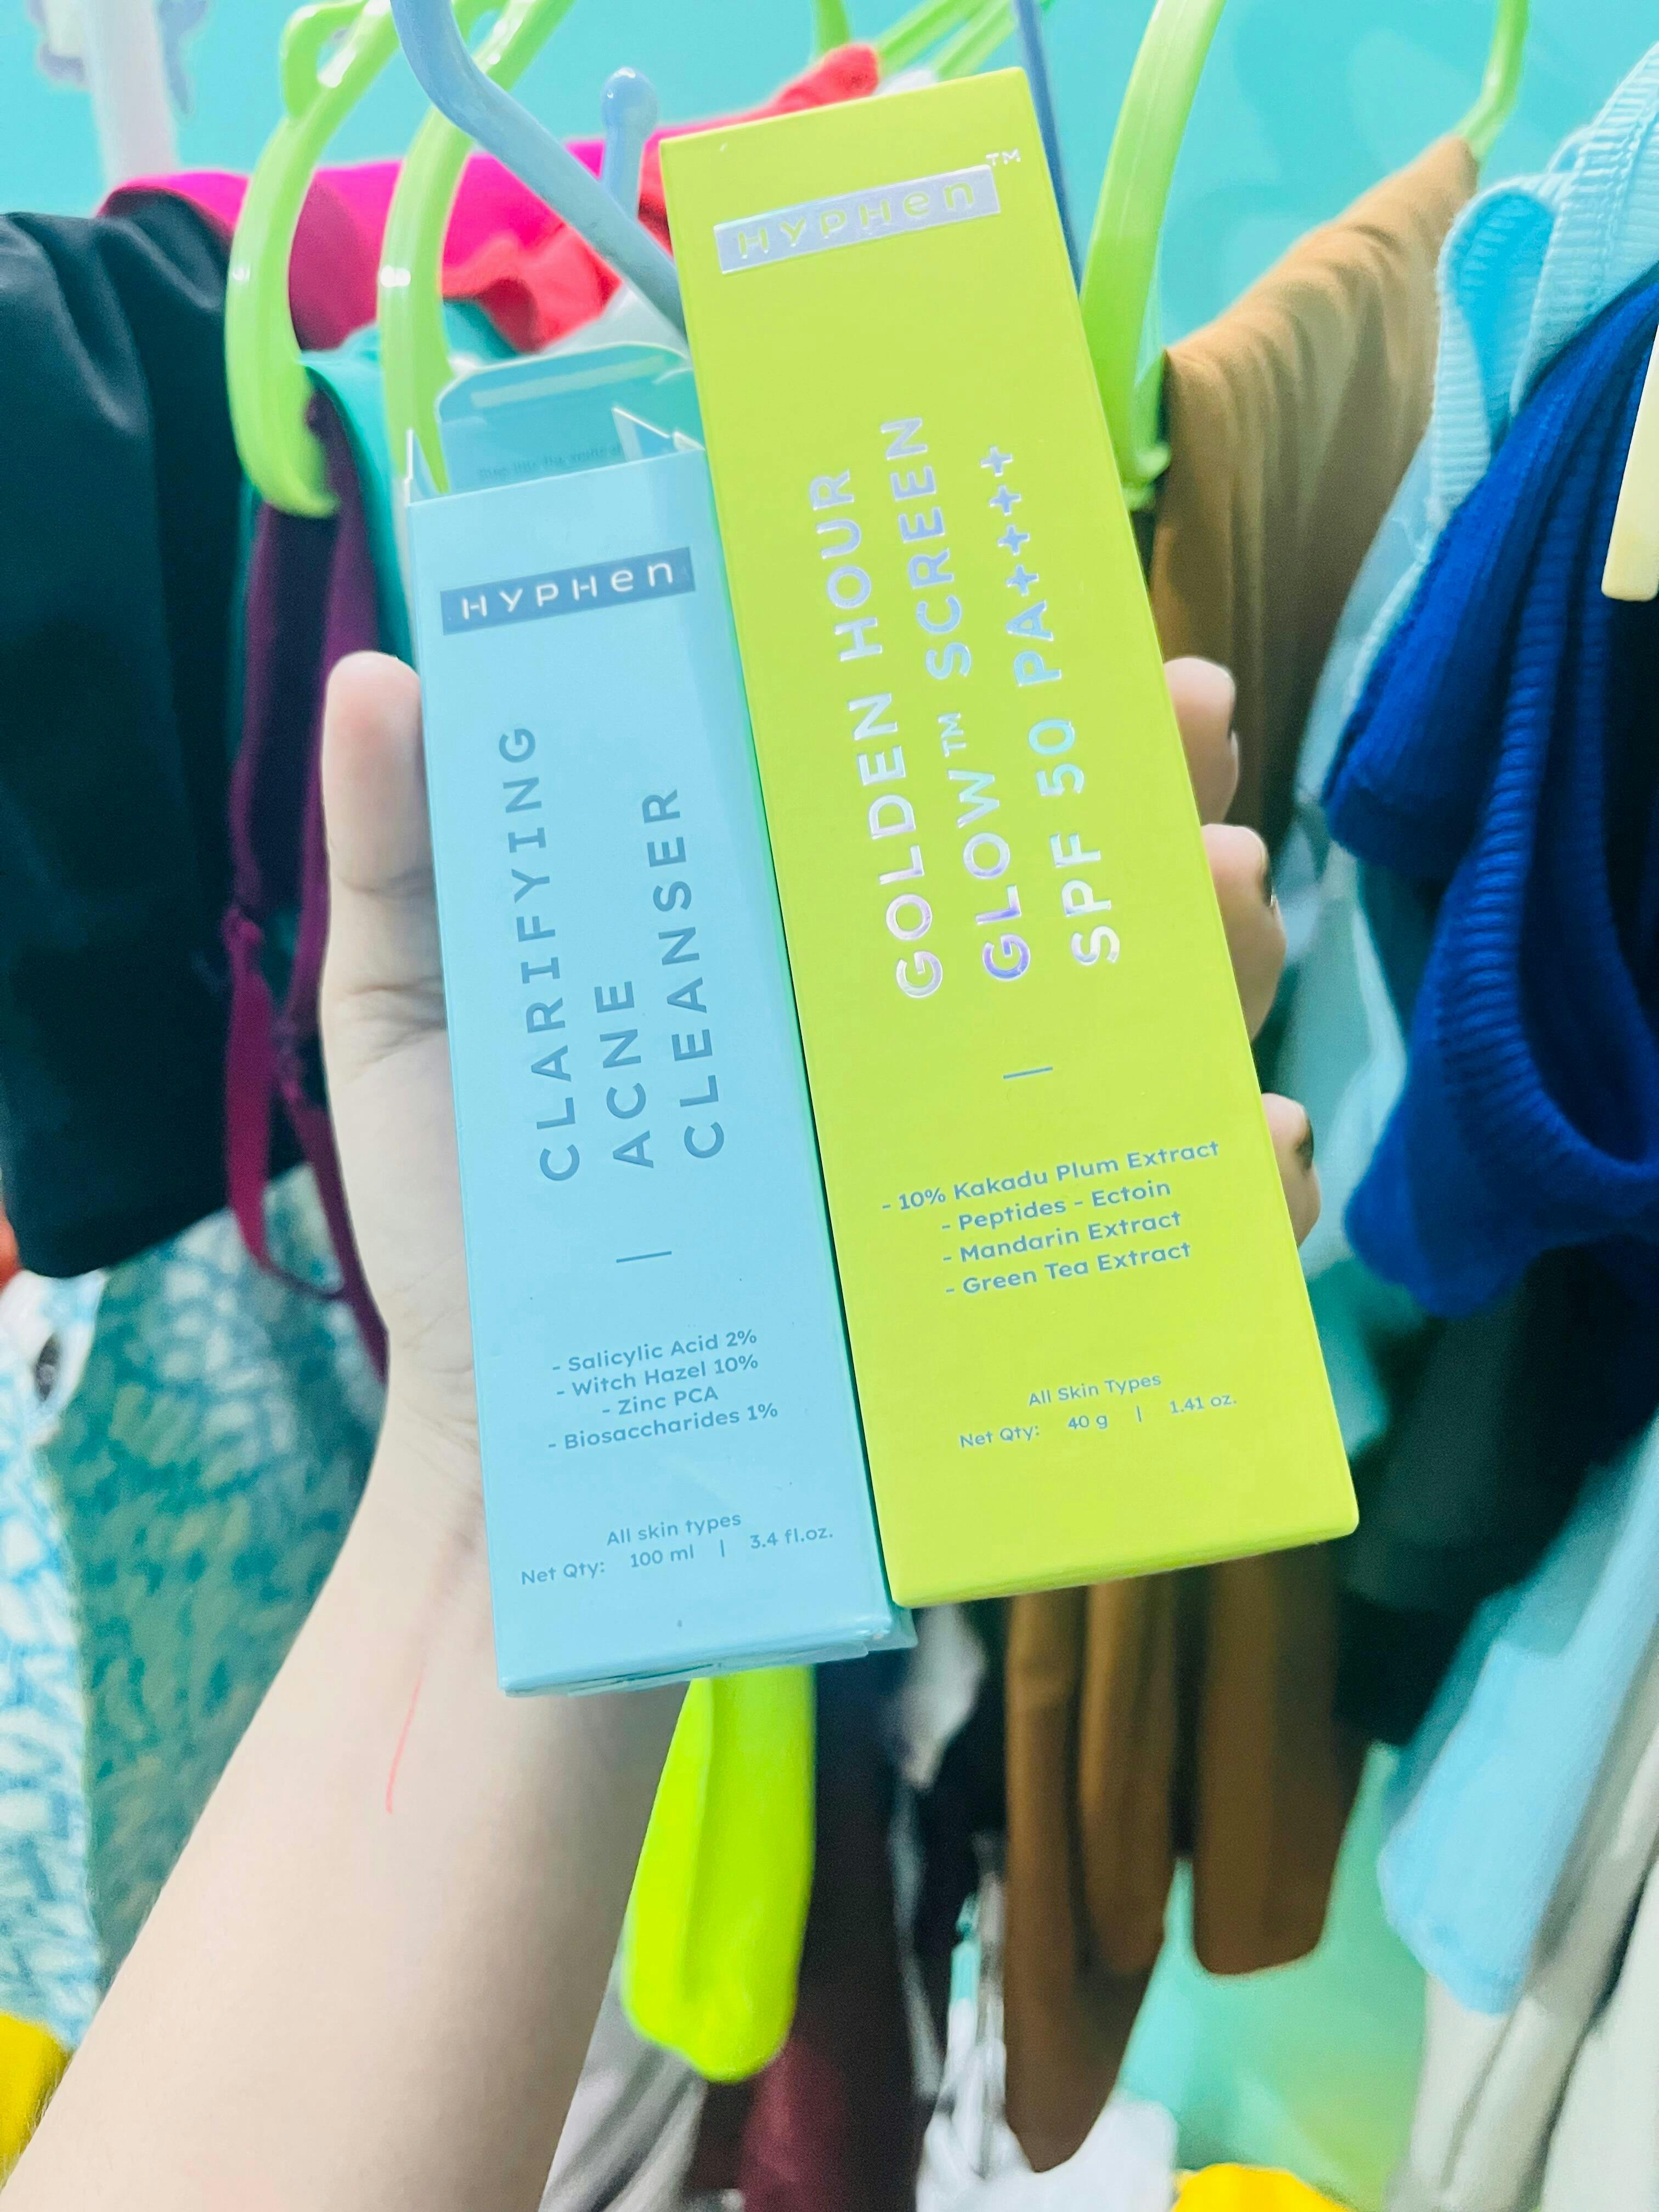 HYPHen
CLARIFYING
ACNE
CLEANSER
- Salicylic Acid 2%
- Witch Hazel 10%
- Zinc PCA
- Biosaccharides 1%
All skin types
Net Qty: 100 ml | 3.4 fl.oz.
HYPHen™
GOLDEN HOUR
GLOW™ SCREEN
SPF 50 PA++++
- 10% Kakadu Plum Extract
- Peptides - Ectoin
- Mandarin Extract
- Green Tea Extract
All Skin Types
Net Qty: 40 g | 1.41 oz.